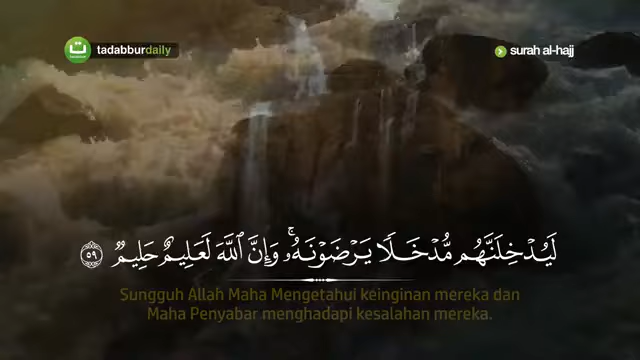 tadabburdaily
surah al-hajj
لَيُدْخِلَنَّهُم مُّدْخَلًا يَرْضَوْنَهُۥۚ وَإِنَّ ٱللَّهَ لَعَلِيمٌ حَلِيمٌ ٥٩
Sungguh Allah Maha Mengetahui keinginan mereka dan
Maha Penyabar menghadapi kesalahan mereka.